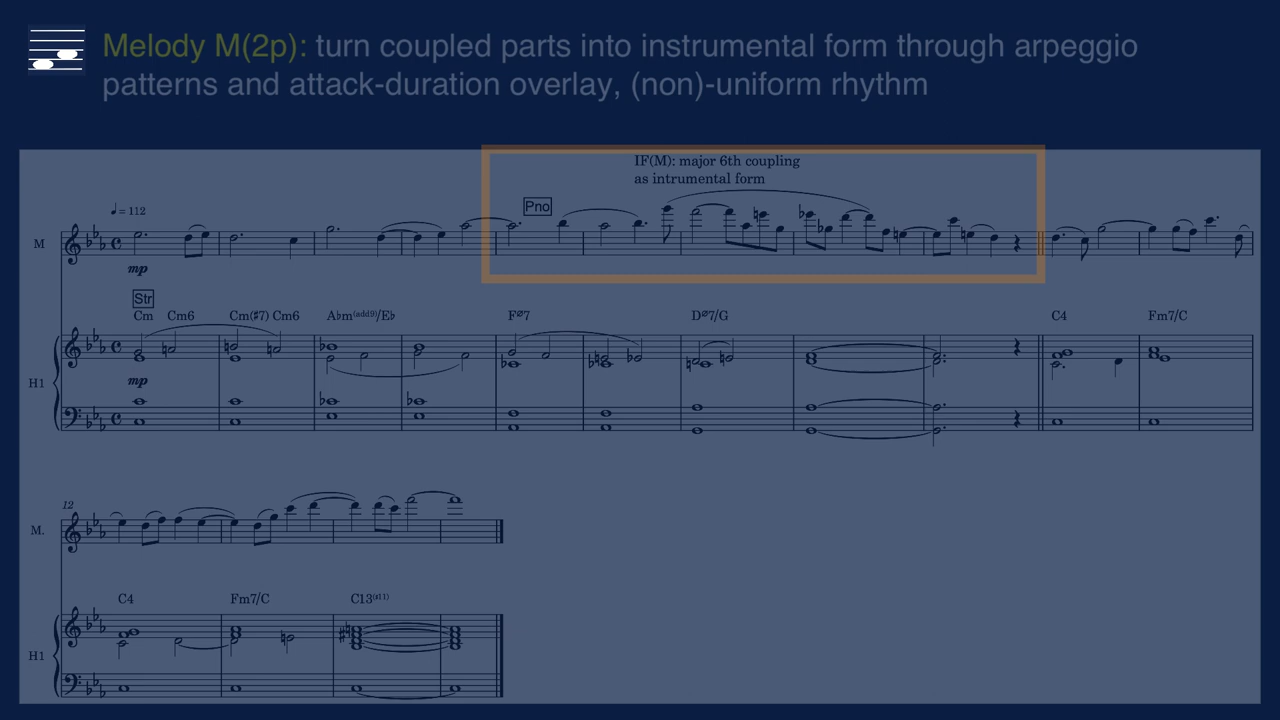 Melody M(2p): turn coupled parts into instrumental form through arpeggio
patterns and attack-duration overlay, (non)-uniform rhythm
IF(M): major 6th coupling
as intrumental form
Pno
♩ = 112
M
mp
Str
Cm Cm6 Cm(♯7) Cm6 A♭m(add9)/E♭ Fø7 Dø7/G C4 Fm7/C
mp
H1
12
M.
C4 Fm7/C C13(♯11)
H1